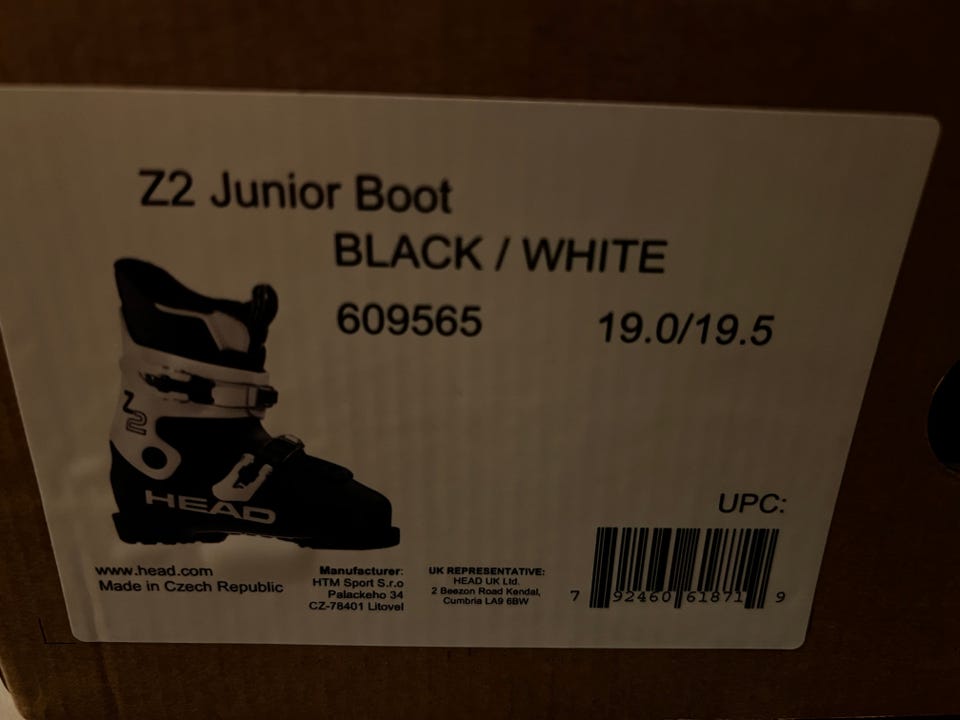 Z2 Junior Boot
BLACK / WHITE
609565 19.0/19.5
Z2
HEAD
UPC:
www.head.com
Made in Czech Republic
Manufacturer:
HTM Sport S.r.o
Palackeho 34
CZ-78401 Litovel
UK REPRESENTATIVE:
HEAD UK Ltd.
2 Beezon Road Kendal,
Cumbria LA9 6BW
7 92460 61871 9